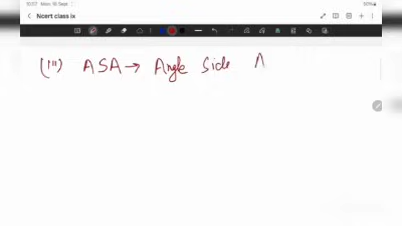 Ncert class ix
(iii) ASA → Angle Side A